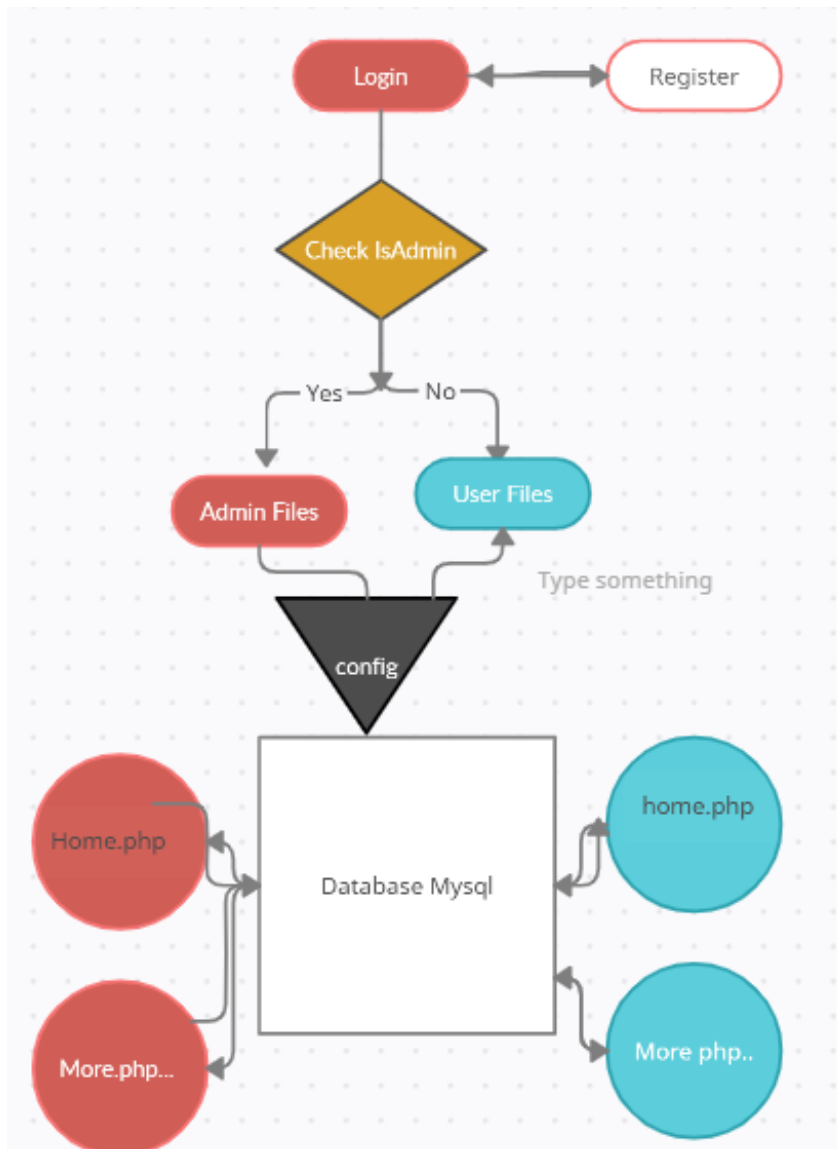 Login
Register
Check IsAdmin
Yes
No
Admin Files
User Files
Type something
config
Home.php
Database Mysql
home.php
More.php...
More php..